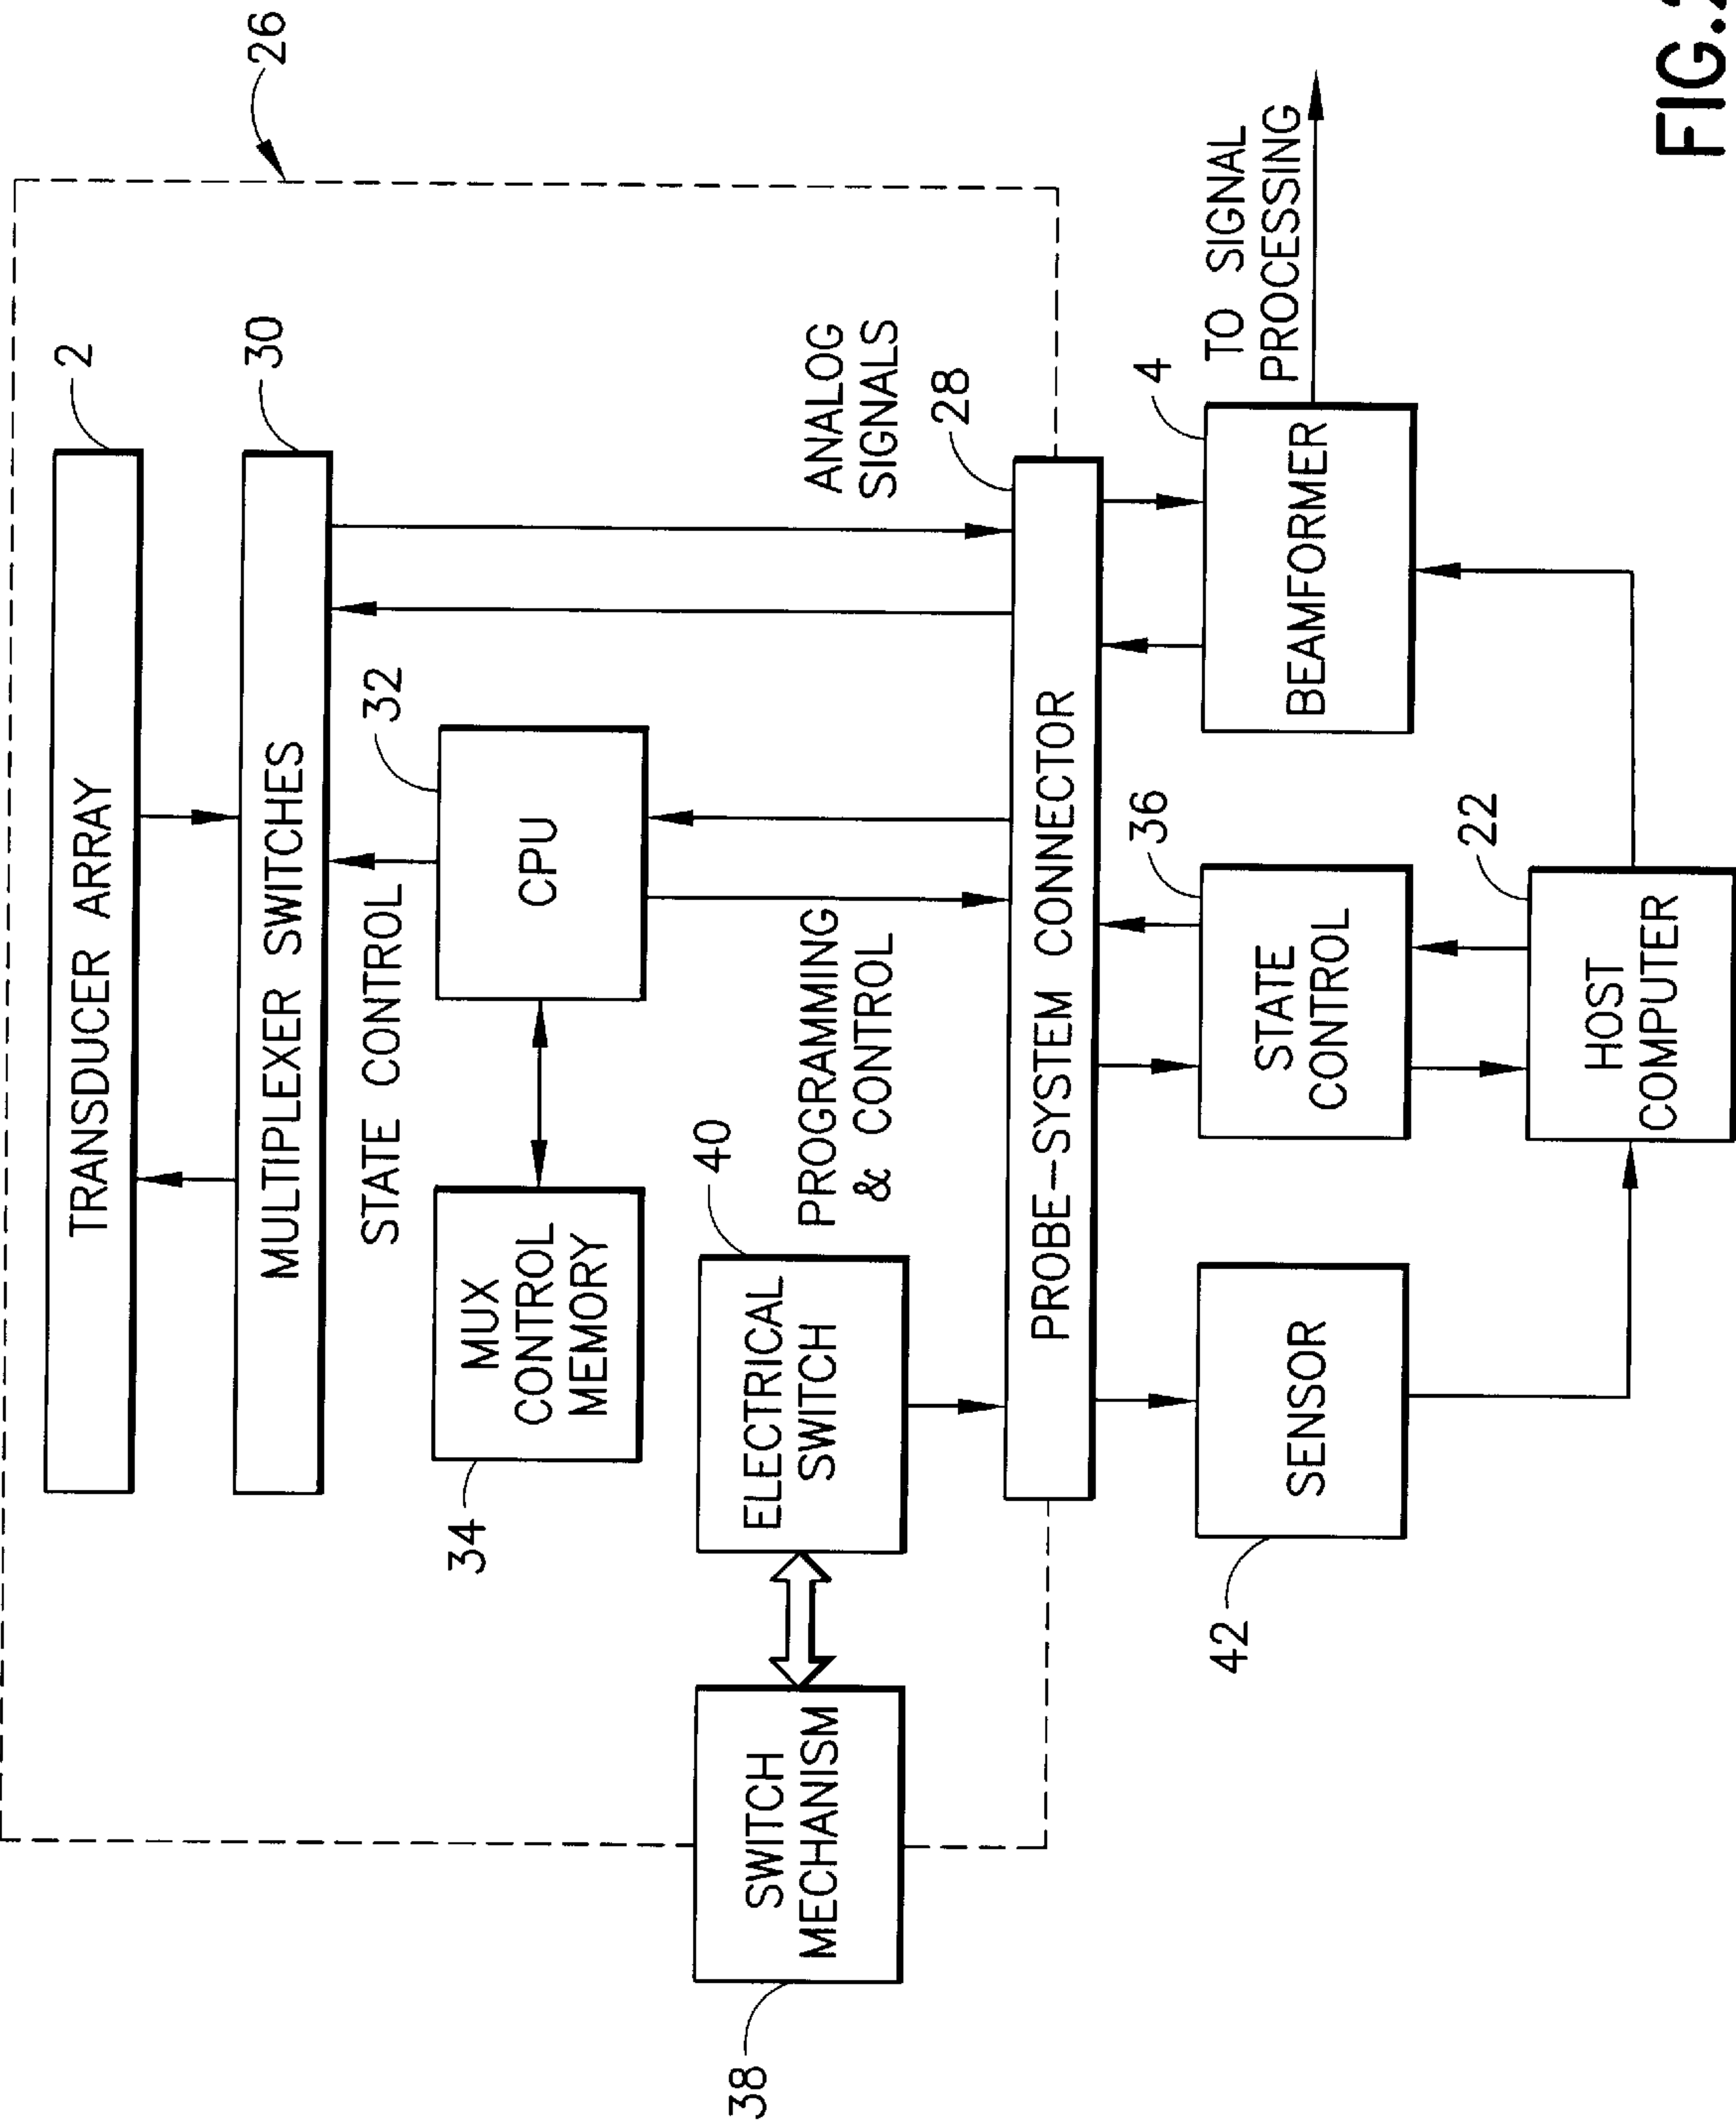 26
2
TRANSDUCER ARRAY
30
MULTIPLEXER SWITCHES
STATE CONTROL
32
CPU
34
MUX
CONTROL
MEMORY
ANALOG
SIGNALS
PROGRAMMING
& CONTROL
40
ELECTRICAL
SWITCH
38
SWITCH
MECHANISM
28
PROBE-SYSTEM CONNECTOR
42
SENSOR
36
STATE
CONTROL
4
BEAMFORMER
TO SIGNAL
PROCESSING
22
HOST
COMPUTER
FIG.2